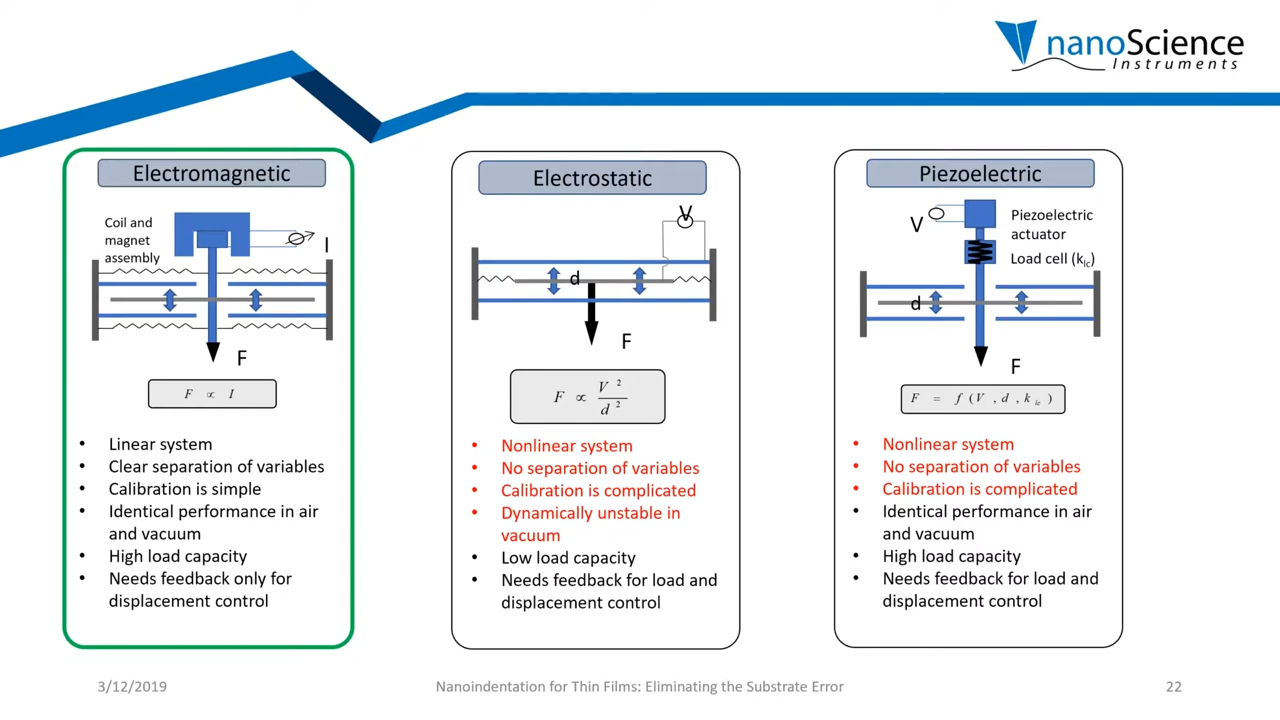 nanoScience
Instruments
Electromagnetic
Coil and
magnet
assembly
I
F
F ∝ I
• Linear system
• Clear separation of variables
• Calibration is simple
• Identical performance in air
and vacuum
• High load capacity
• Needs feedback only for
displacement control
Electrostatic
V
d
F
F ∝ V² / d²
• Nonlinear system
• No separation of variables
• Calibration is complicated
• Dynamically unstable in
vacuum
• Low load capacity
• Needs feedback for load and
displacement control
Piezoelectric
V
Piezoelectric
actuator
Load cell (k_lc)
d
F
F = f (V , d , k_lc)
• Nonlinear system
• No separation of variables
• Calibration is complicated
• Identical performance in air
and vacuum
• High load capacity
• Needs feedback for load and
displacement control
3/12/2019
Nanoindentation for Thin Films: Eliminating the Substrate Error
22